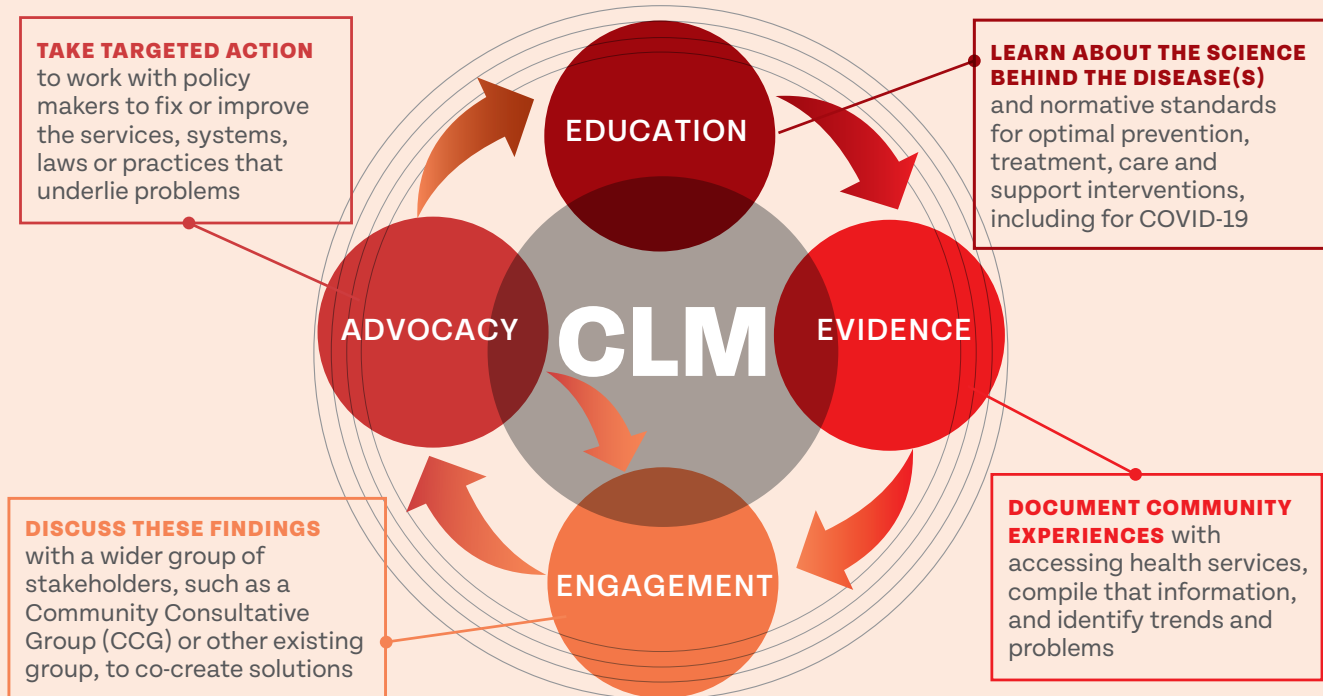 TAKE TARGETED ACTION
to work with policy
makers to fix or improve
the services, systems,
laws or practices that
underlie problems
EDUCATION
LEARN ABOUT THE SCIENCE
BEHIND THE DISEASE(S)
and normative standards
for optimal prevention,
treatment, care and
support interventions,
including for COVID-19
ADVOCACY
CLM
EVIDENCE
DISCUSS THESE FINDINGS
with a wider group of
stakeholders, such as a
Community Consultative
Group (CCG) or other existing
group, to co-create solutions
ENGAGEMENT
DOCUMENT COMMUNITY
EXPERIENCES with
accessing health services,
compile that information,
and identify trends and
problems